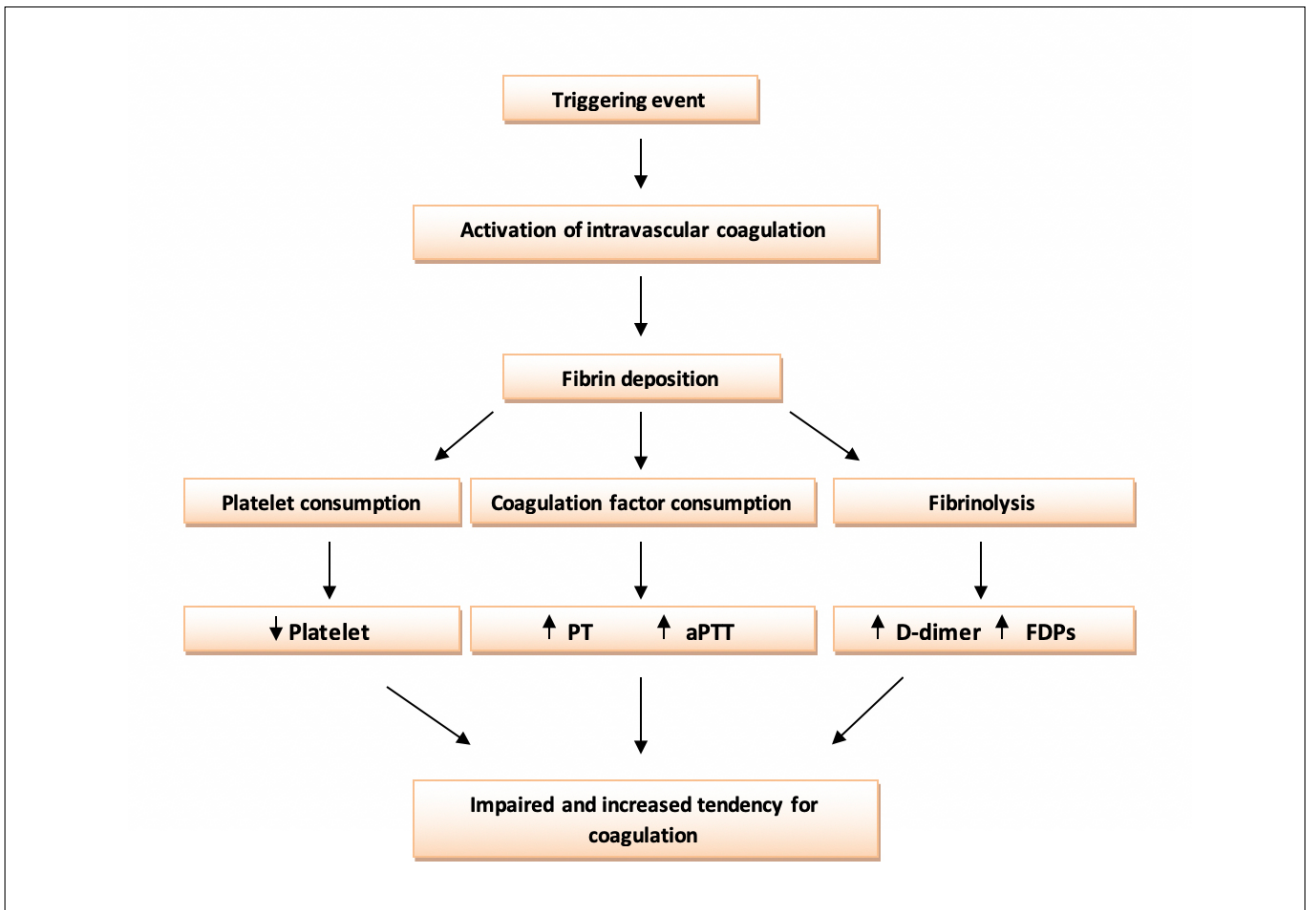 Triggering event
Activation of intravascular coagulation
Fibrin deposition
Platelet consumption
Coagulation factor consumption
Fibrinolysis
Platelet
PT aPTT
D-dimer FDPs
Impaired and increased tendency for
coagulation